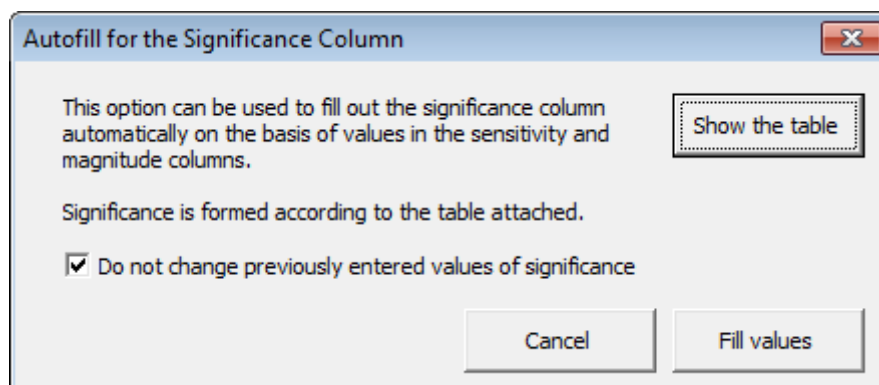 Autofill for the Significance Column
This option can be used to fill out the significance column
automatically on the basis of values in the sensitivity and
magnitude columns.
Show the table
Significance is formed according to the table attached.
Do not change previously entered values of significance
Cancel
Fill values